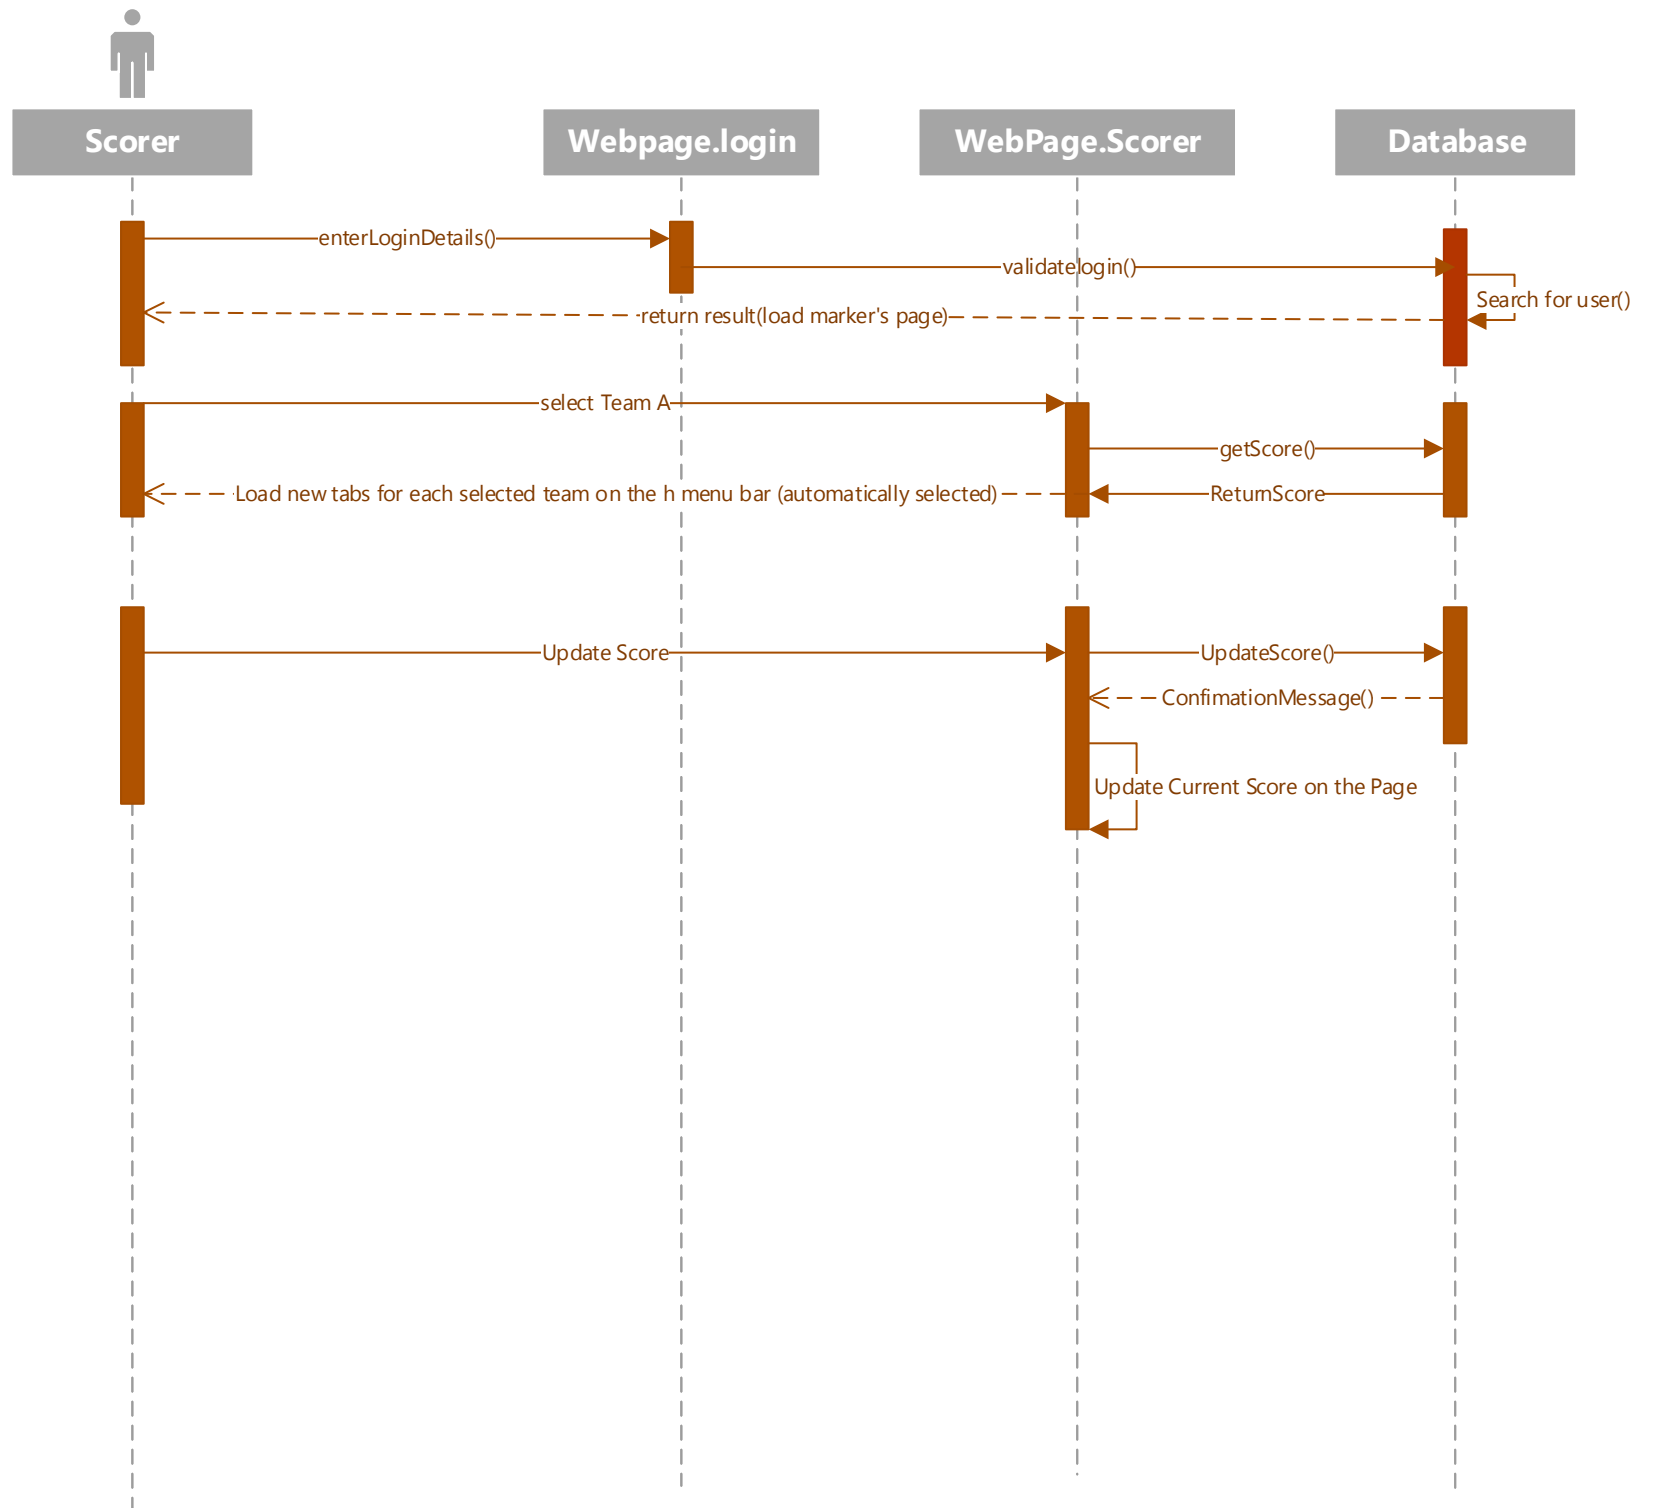 Scorer
Webpage.login
WebPage.Scorer
Database
enterLoginDetails()
validatelogin()
Search for user()
return result(load marker's page)
select Team A
getScore()
Load new tabs for each selected team on the h menu bar (automatically selected)
ReturnScore
Update Score
UpdateScore()
ConfimationMessage()
Update Current Score on the Page